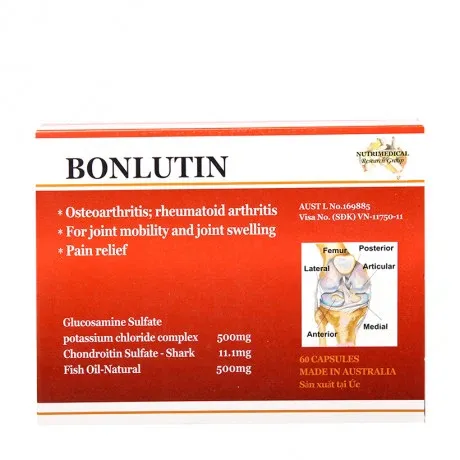 NUTRIMEDICAL
Research Group
BONLUTIN
* Osteoarthritis; rheumatoid arthritis
* For joint mobility and joint swelling
* Pain relief
AUST L No.169885
Visa No. (SĐK) VN-11750-11
Femur
Posterior
Lateral
Articular
Anterior
Medial
Glucosamine Sulfate
potassium chloride complex 500mg
Chondroitin Sulfate - Shark 11.1mg
Fish Oil-Natural 500mg
60 CAPSULES
MADE IN AUSTRALIA
Sản xuất tại Úc